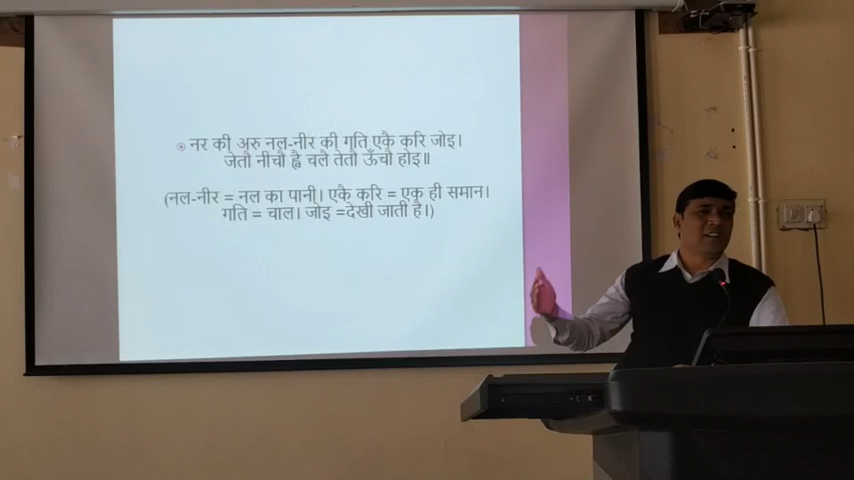 नर की अरु नल-नीर की गति एकै करि जोइ।
जेतौ नीचौ ह्वै चलै तेतौ ऊँचौ होइ॥
(नल-नीर = नल का पानी। एकै करि = एक ही समान।
गति = चाल। जोइ =देखी जाती है।)